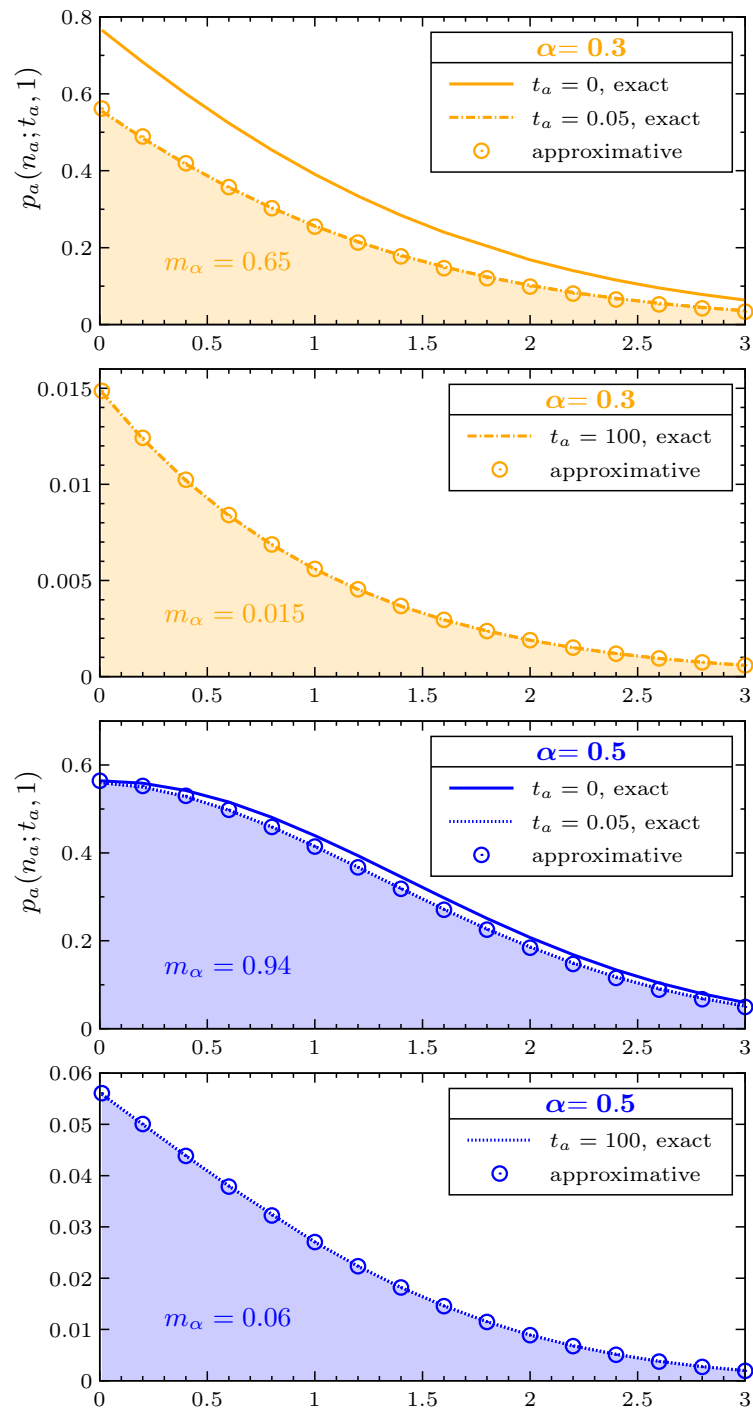 0.8
0.6
0.4
0.2
0
p_a(n_a; t_a, 1)
α= 0.3
t_a = 0, exact
t_a = 0.05, exact
approximative
m_α = 0.65
0 0.5 1 1.5 2 2.5 3
0.015
0.01
0.005
0
α= 0.3
t_a = 100, exact
approximative
m_α = 0.015
0 0.5 1 1.5 2 2.5 3
0.6
0.4
0.2
0
p_a(n_a; t_a, 1)
α= 0.5
t_a = 0, exact
t_a = 0.05, exact
approximative
m_α = 0.94
0 0.5 1 1.5 2 2.5 3
0.06
0.05
0.04
0.03
0.02
0.01
0
α= 0.5
t_a = 100, exact
approximative
m_α = 0.06
0 0.5 1 1.5 2 2.5 3